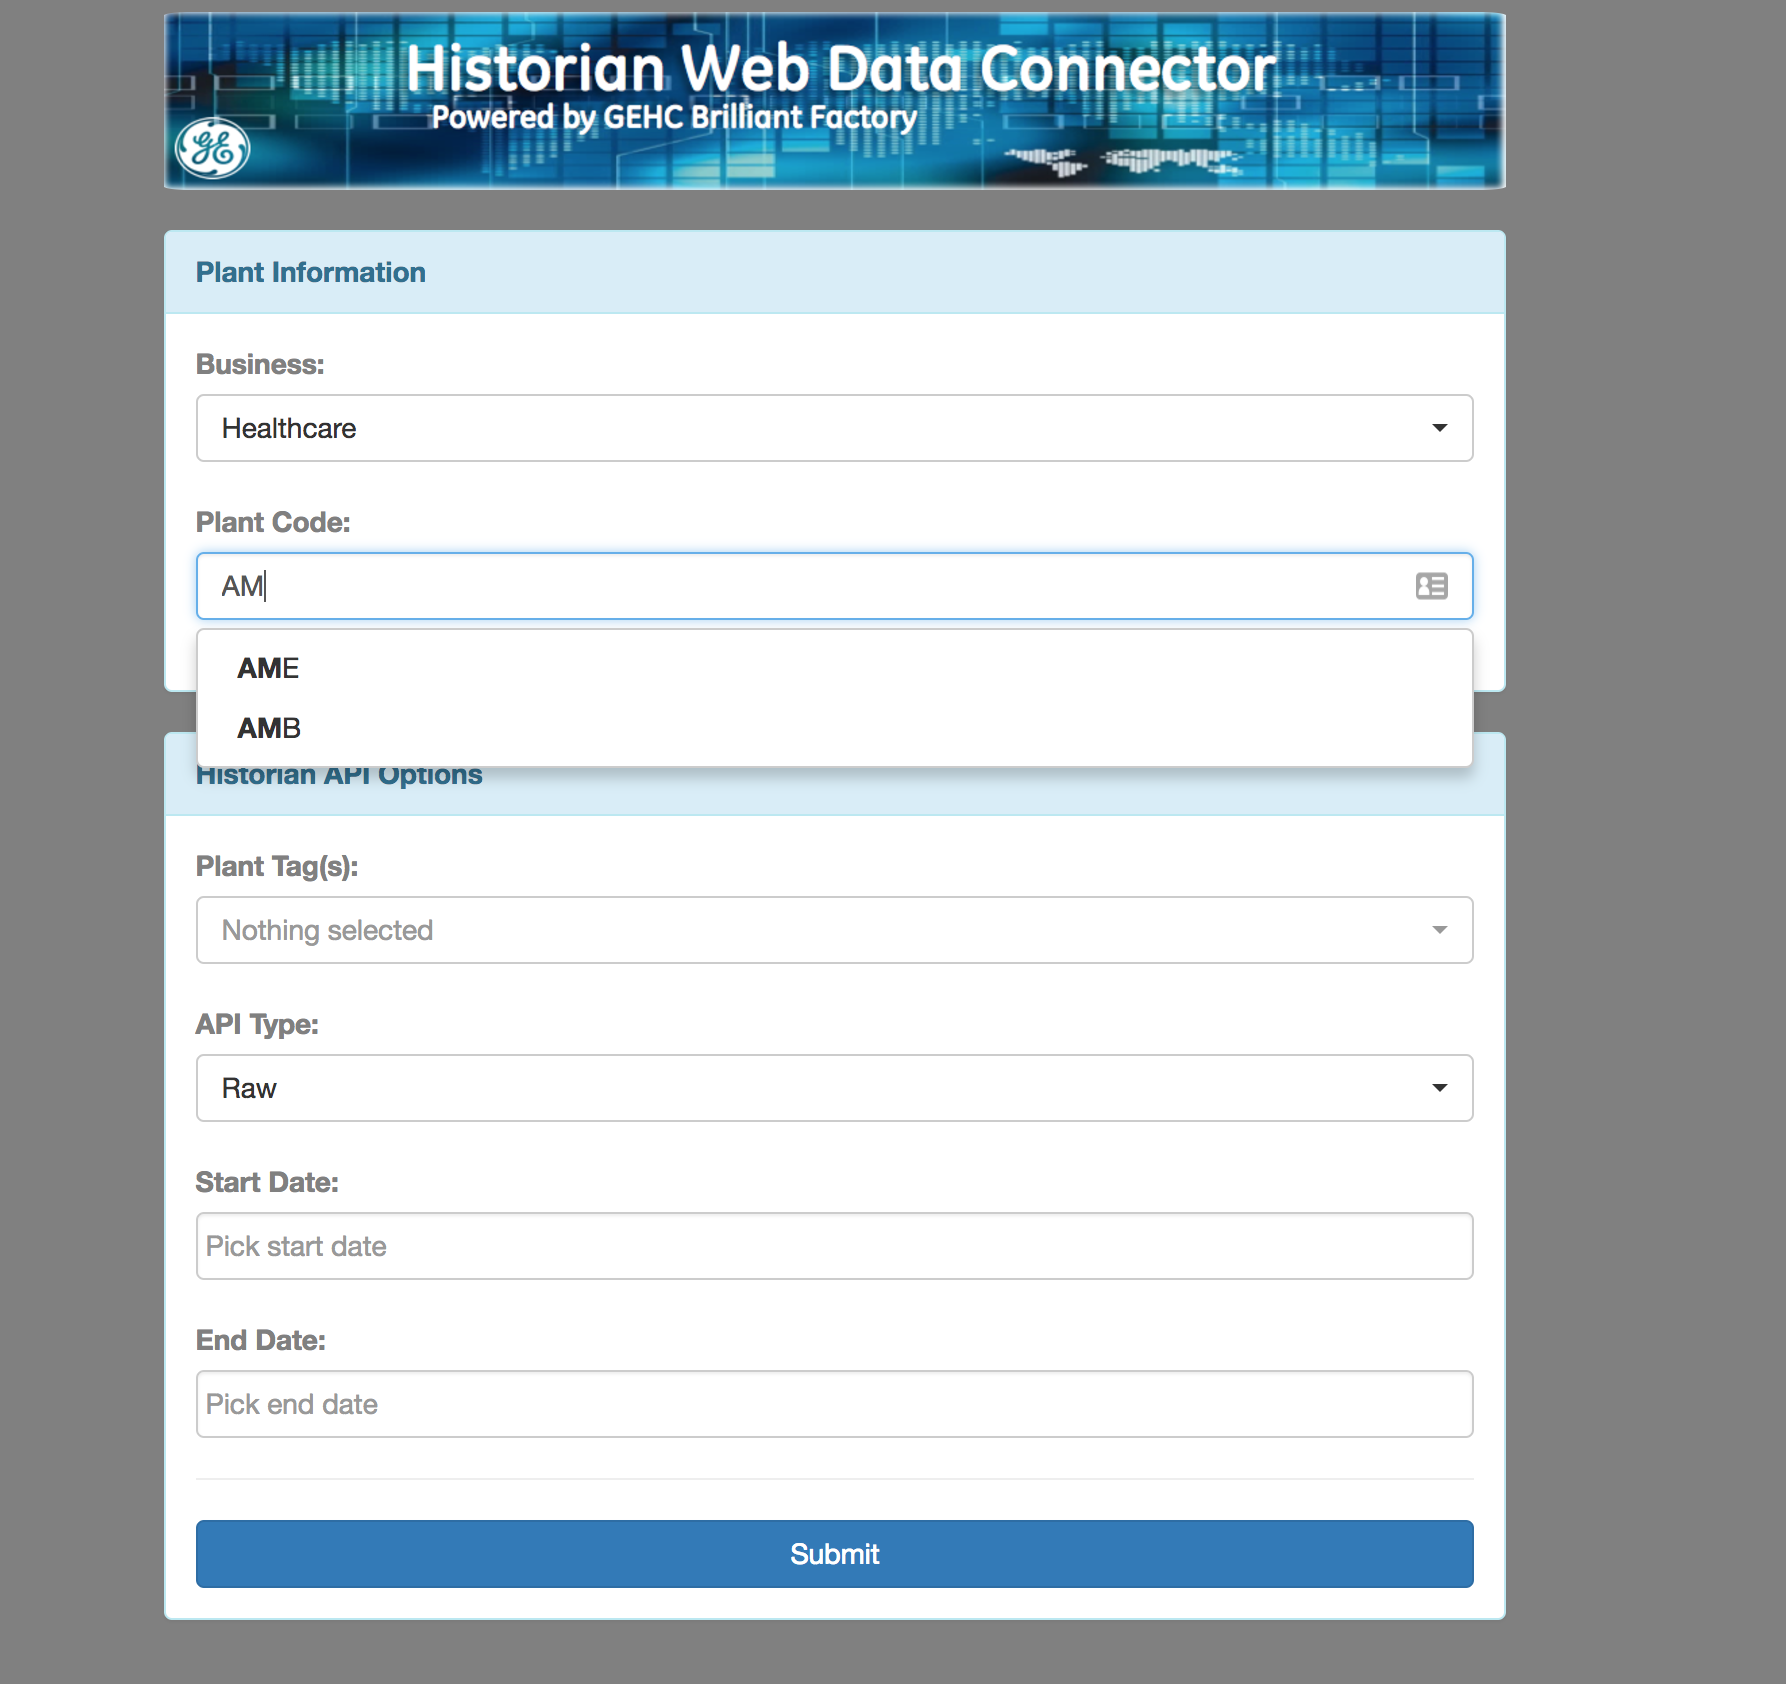 Historian Web Data Connector
Powered by GEHC Brilliant Factory
GE
Plant Information
Business:
Healthcare
Plant Code:
AM
AME
AMB
Historian API Options
Plant Tag(s):
Nothing selected
API Type:
Raw
Start Date:
Pick start date
End Date:
Pick end date
Submit